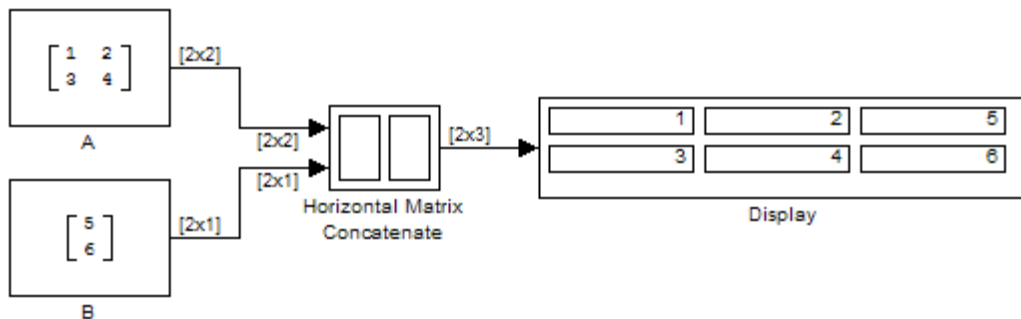 1 2
3 4
A
[2x2]
[2x2]
5
6
B
[2x1]
[2x1]
Horizontal Matrix
Concatenate
[2x3]
1 2 5
3 4 6
Display